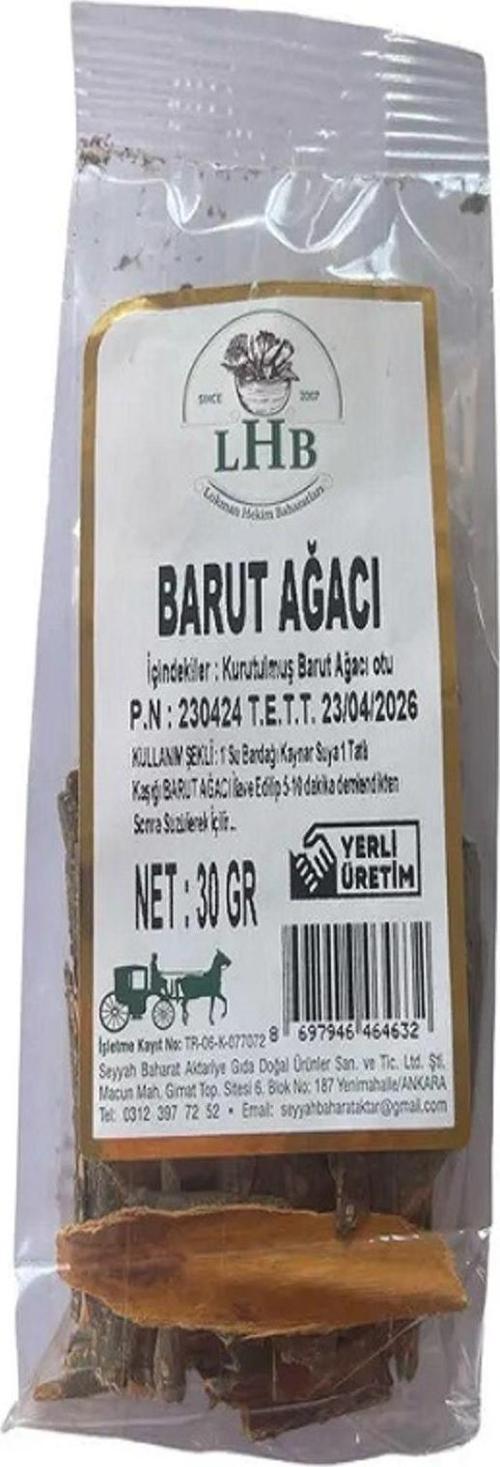 SINCE 2007
LHB
Lokman Hekim Baharatları
BARUT AĞACI
İçindekiler : Kurutulmuş Barut Ağacı otu
P.N : 230424 T.E.T.T. 23/04/2026
KULLANIM ŞEKLİ : 1 Su Bardağı Kaynar Suya 1 Tatlı
Kaşığı BARUT AĞACI İlave Edilip 5-10 dakika demlendikten
Sonra Süzülerek İçilir..
NET : 30 GR
YERLİ
ÜRETİM
8 697946 464632
İşletme Kayıt No: TR-06-K-077072
Seyyah Baharat Aktariye Gıda Doğal Ürünler San. ve Tic. Ltd. Şti.
Macun Mah. Gimat Top. Sitesi 6. Blok No: 187 Yenimahalle/ANKARA
Tel: 0312 397 72 52 • Email: seyyahbaharataktar@gmail.com